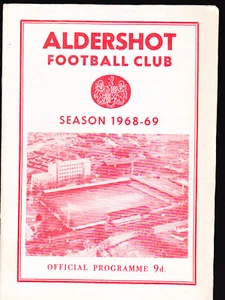 ALDERSHOT
FOOTBALL CLUB
SEASON 1968-69
OFFICIAL PROGRAMME 9d.